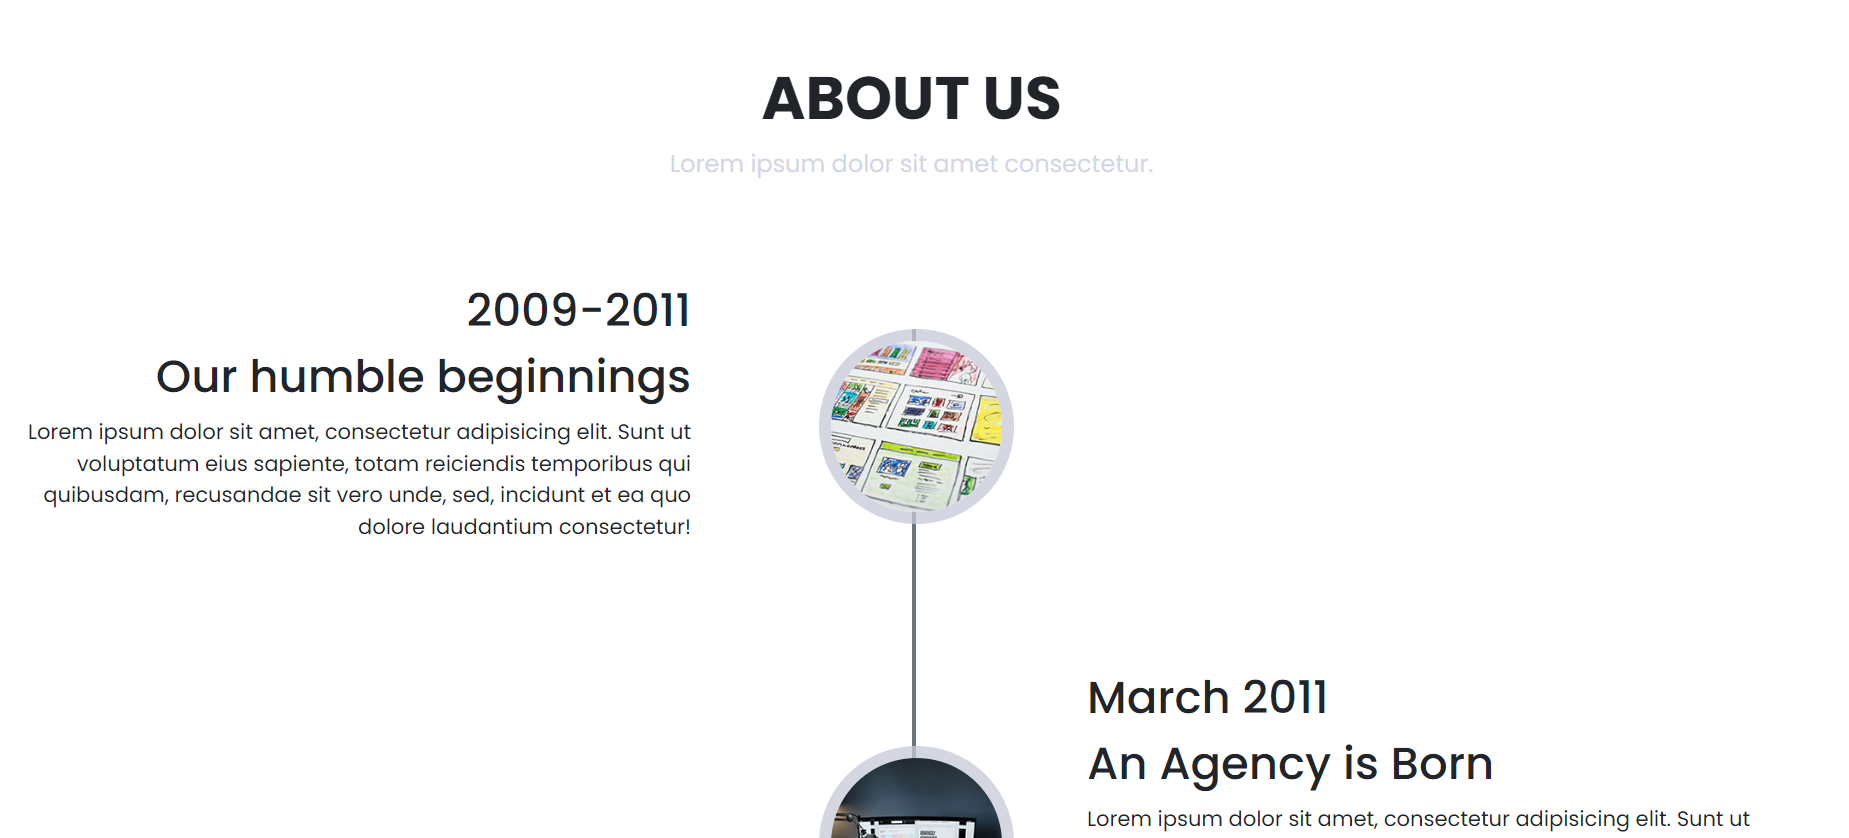 ABOUT US
Lorem ipsum dolor sit amet consectetur.
2009-2011
Our humble beginnings
Lorem ipsum dolor sit amet, consectetur adipisicing elit. Sunt ut
voluptatum eius sapiente, totam reiciendis temporibus qui
quibusdam, recusandae sit vero unde, sed, incidunt et ea quo
dolore laudantium consectetur!
March 2011
An Agency is Born
Lorem ipsum dolor sit amet, consectetur adipisicing elit. Sunt ut